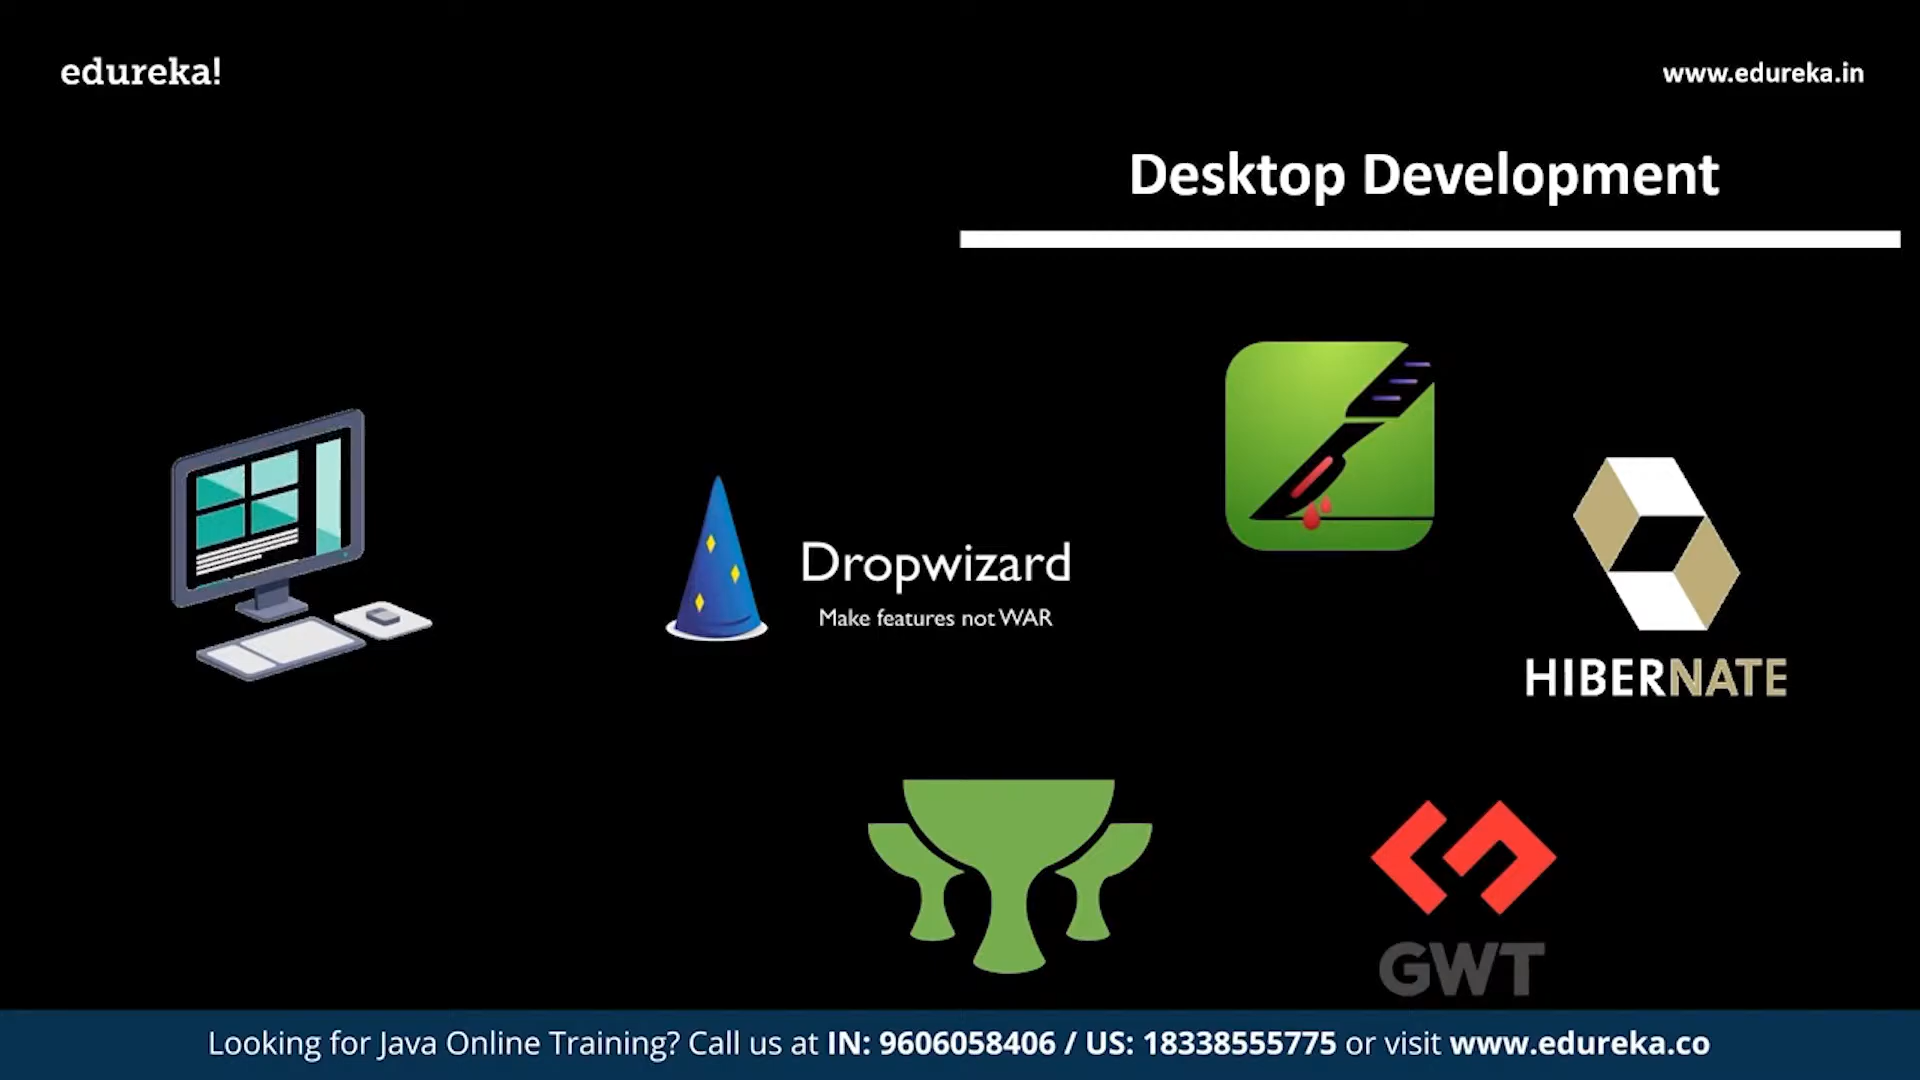 edureka!
www.edureka.in
Desktop Development
Dropwizard
Make features not WAR
HIBERNATE
GWT
Looking for Java Online Training? Call us at IN: 9606058406 / US: 18338555775 or visit www.edureka.co